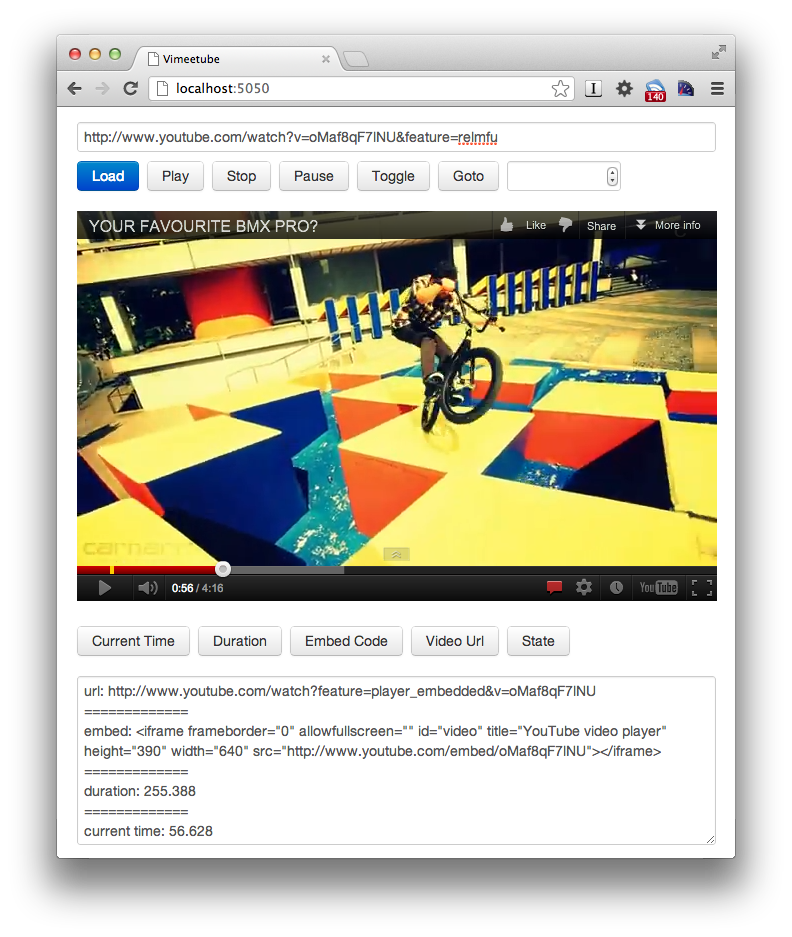 Vimeetube
localhost:5050
140
http://www.youtube.com/watch?v=oMaf8qF7lNU&feature=relmfu
Load Play Stop Pause Toggle Goto
YOUR FAVOURITE BMX PRO? Like Share More info
0:56 / 4:16 YouTube
Current Time Duration Embed Code Video Url State
url: http://www.youtube.com/watch?feature=player_embedded&v=oMaf8qF7lNU
=============
embed: <iframe frameborder="0" allowfullscreen="" id="video" title="YouTube video player"
height="390" width="640" src="http://www.youtube.com/embed/oMaf8qF7lNU"></iframe>
=============
duration: 255.388
=============
current time: 56.628